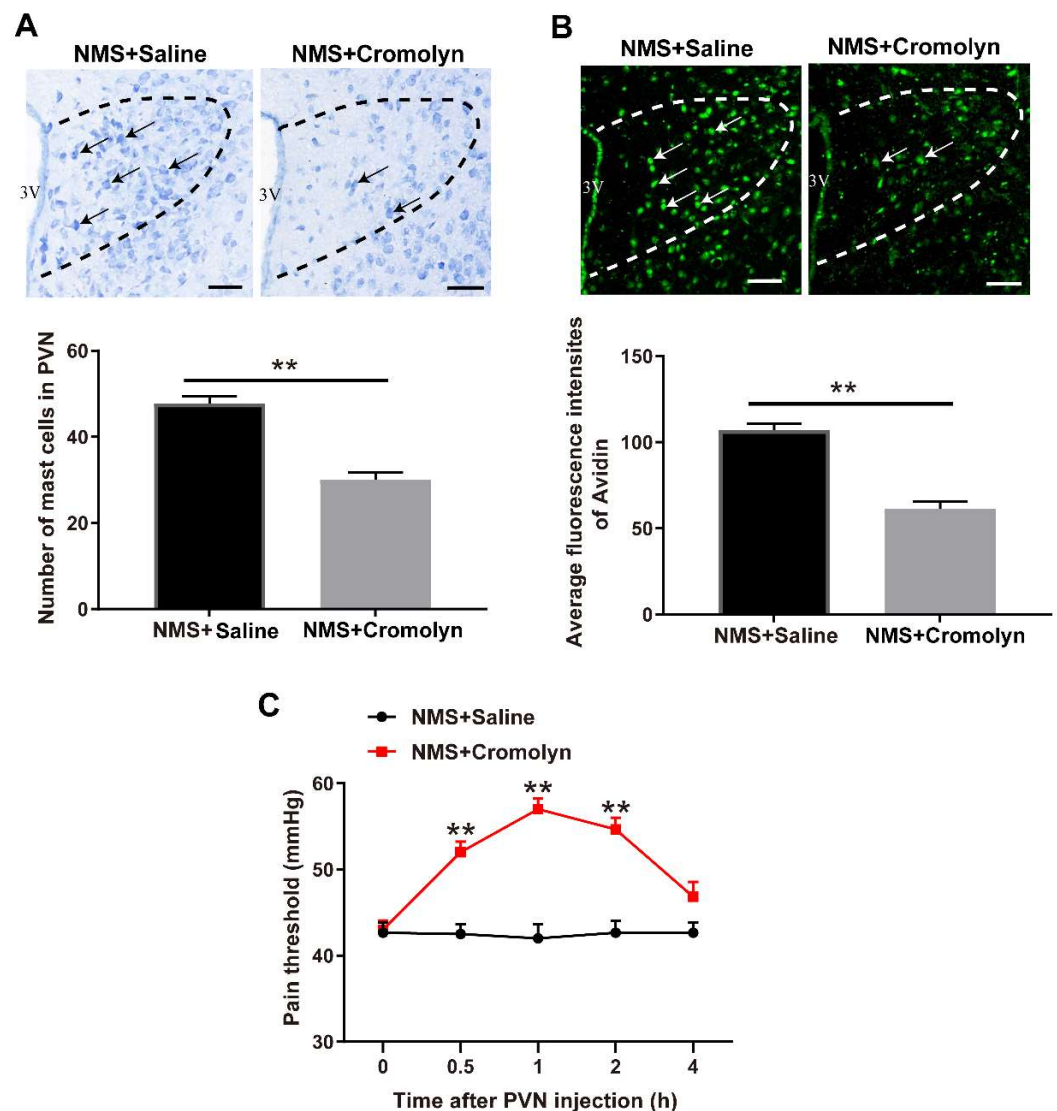 A
NMS+Saline
NMS+Cromolyn
3V
3V
Number of mast cells in PVN
60
40
20
0
**
NMS+Saline
NMS+Cromolyn
B
NMS+Saline
NMS+Cromolyn
3V
3V
Average fluorescence intensites
of Avidin
150
100
50
0
**
NMS+Saline
NMS+Cromolyn
C
NMS+Saline
NMS+Cromolyn
Pain threshold (mmHg)
60
50
40
30
**
**
**
0
0.5
1
2
4
Time after PVN injection (h)